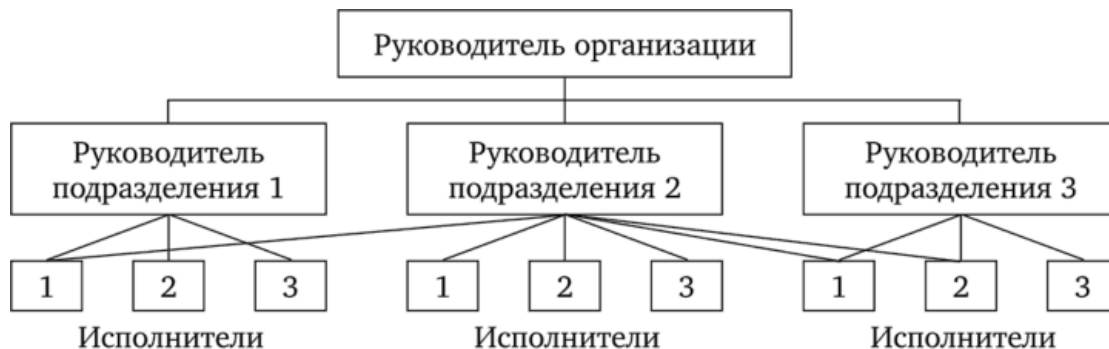 Руководитель организации
Руководитель
подразделения 1
Руководитель
подразделения 2
Руководитель
подразделения 3
1 2 3
1 2 3
1 2 3
Исполнители
Исполнители
Исполнители